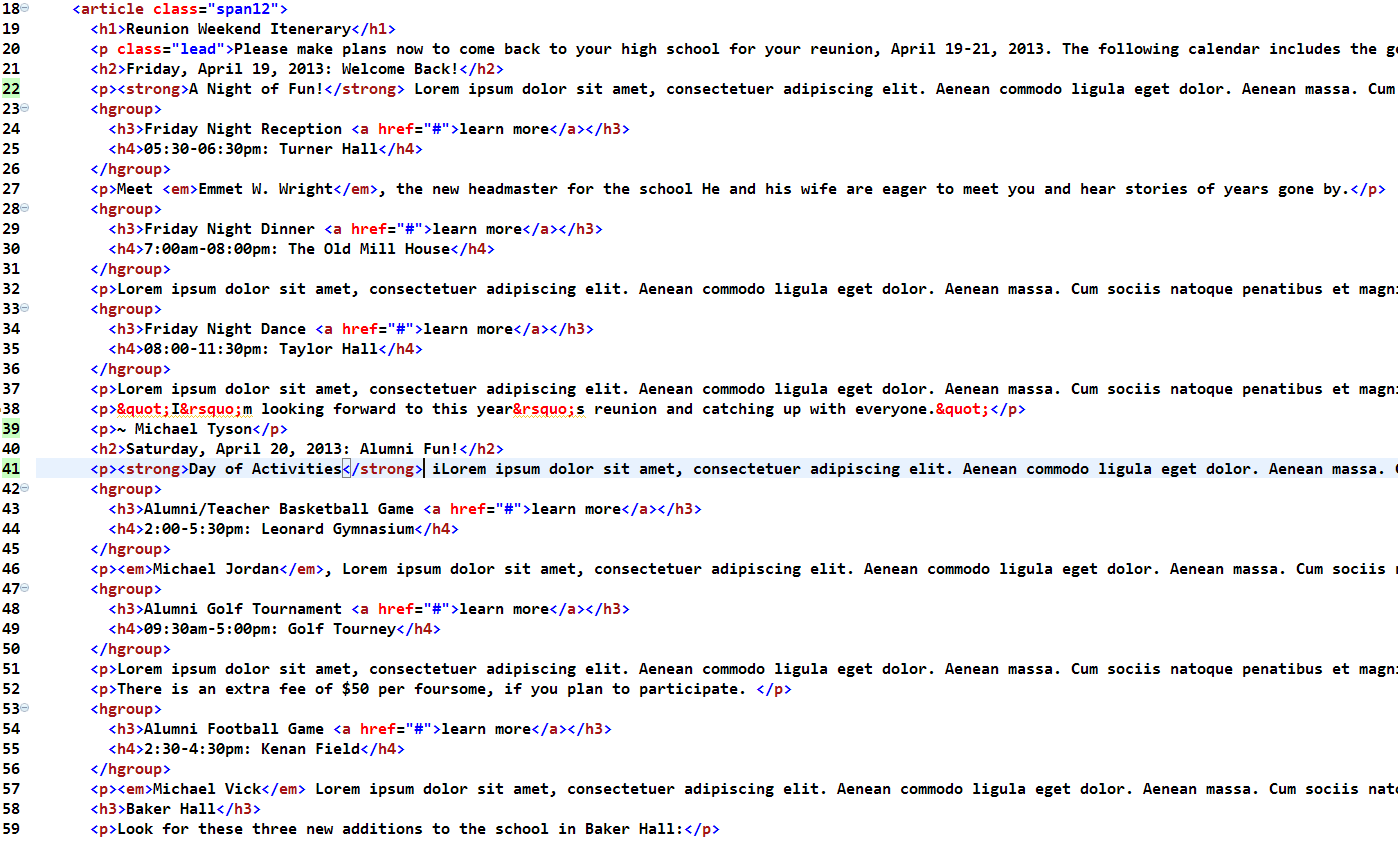 18 <article class="span12">
19 <h1>Reunion Weekend Itenerary</h1>
20 <p class="lead">Please make plans now to come back to your high school for your reunion, April 19-21, 2013. The following calendar includes the g
21 <h2>Friday, April 19, 2013: Welcome Back!</h2>
22 <p><strong>A Night of Fun!</strong> Lorem ipsum dolor sit amet, consectetuer adipiscing elit. Aenean commodo ligula eget dolor. Aenean massa. Cum
23 <hgroup>
24 <h3>Friday Night Reception <a href="#">learn more</a></h3>
25 <h4>05:30-06:30pm: Turner Hall</h4>
26 </hgroup>
27 <p>Meet <em>Emmet W. Wright</em>, the new headmaster for the school He and his wife are eager to meet you and hear stories of years gone by.</p>
28 <hgroup>
29 <h3>Friday Night Dinner <a href="#">learn more</a></h3>
30 <h4>7:00am-08:00pm: The Old Mill House</h4>
31 </hgroup>
32 <p>Lorem ipsum dolor sit amet, consectetuer adipiscing elit. Aenean commodo ligula eget dolor. Aenean massa. Cum sociis natoque penatibus et magni
33 <hgroup>
34 <h3>Friday Night Dance <a href="#">learn more</a></h3>
35 <h4>08:00-11:30pm: Taylor Hall</h4>
36 </hgroup>
37 <p>Lorem ipsum dolor sit amet, consectetuer adipiscing elit. Aenean commodo ligula eget dolor. Aenean massa. Cum sociis natoque penatibus et magni
38 <p>&quot;I&rsquo;m looking forward to this year&rsquo;s reunion and catching up with everyone.&quot;</p>
39 <p>~ Michael Tyson</p>
40 <h2>Saturday, April 20, 2013: Alumni Fun!</h2>
41 <p><strong>Day of Activities</strong> iLorem ipsum dolor sit amet, consectetuer adipiscing elit. Aenean commodo ligula eget dolor. Aenean massa. C
42 <hgroup>
43 <h3>Alumni/Teacher Basketball Game <a href="#">learn more</a></h3>
44 <h4>2:00-5:30pm: Leonard Gymnasium</h4>
45 </hgroup>
46 <p><em>Michael Jordan</em>, Lorem ipsum dolor sit amet, consectetuer adipiscing elit. Aenean commodo ligula eget dolor. Aenean massa. Cum sociis n
47 <hgroup>
48 <h3>Alumni Golf Tournament <a href="#">learn more</a></h3>
49 <h4>09:30am-5:00pm: Golf Tourney</h4>
50 </hgroup>
51 <p>Lorem ipsum dolor sit amet, consectetuer adipiscing elit. Aenean commodo ligula eget dolor. Aenean massa. Cum sociis natoque penatibus et magni
52 <p>There is an extra fee of $50 per foursome, if you plan to participate. </p>
53 <hgroup>
54 <h3>Alumni Football Game <a href="#">learn more</a></h3>
55 <h4>2:30-4:30pm: Kenan Field</h4>
56 </hgroup>
57 <p><em>Michael Vick</em> Lorem ipsum dolor sit amet, consectetuer adipiscing elit. Aenean commodo ligula eget dolor. Aenean massa. Cum sociis nato
58 <h3>Baker Hall</h3>
59 <p>Look for these three new additions to the school in Baker Hall:</p>